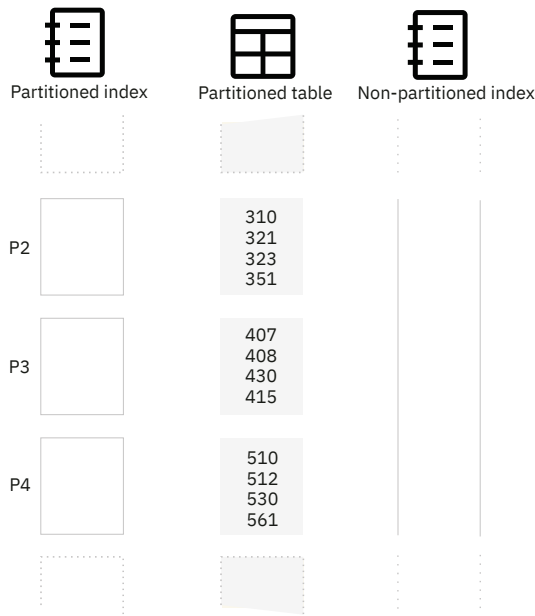 Partitioned index
Partitioned table
Non-partitioned index
P2
310
321
323
351
P3
407
408
430
415
P4
510
512
530
561